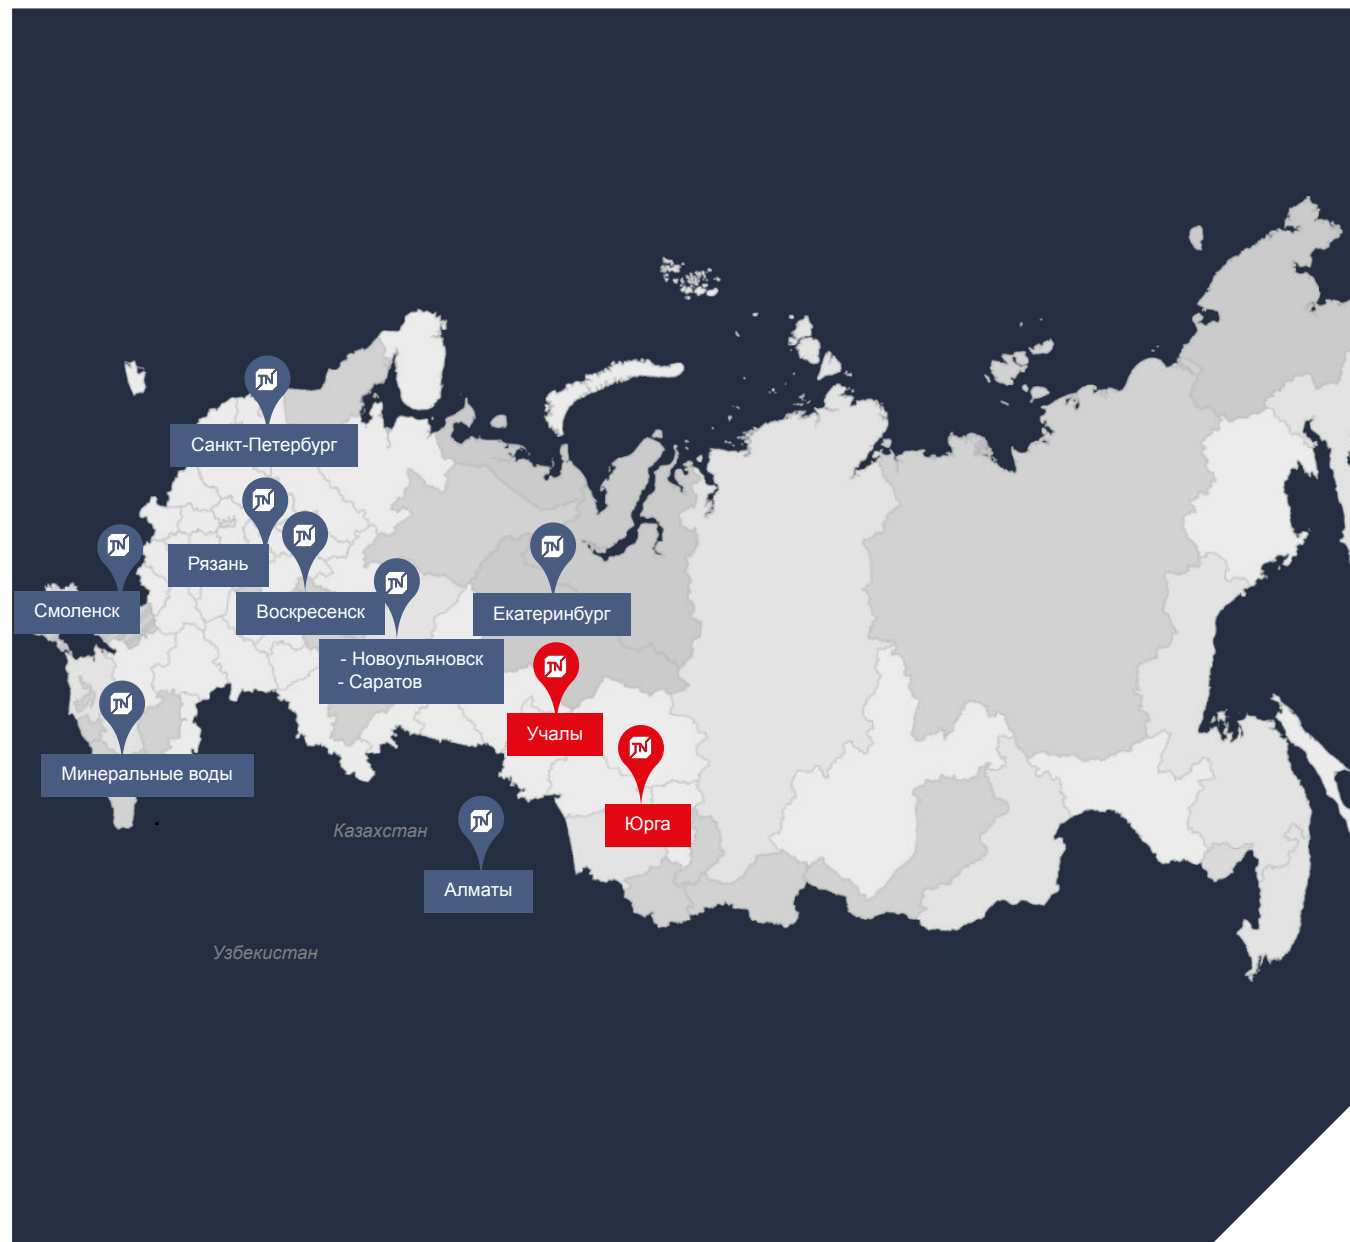 Санкт-Петербург
Рязань
Смоленск
Воскресенск
Екатеринбург
- Новоульяновск
- Саратов
Учалы
Минеральные воды
Юрга
Казахстан
Алматы
Узбекистан